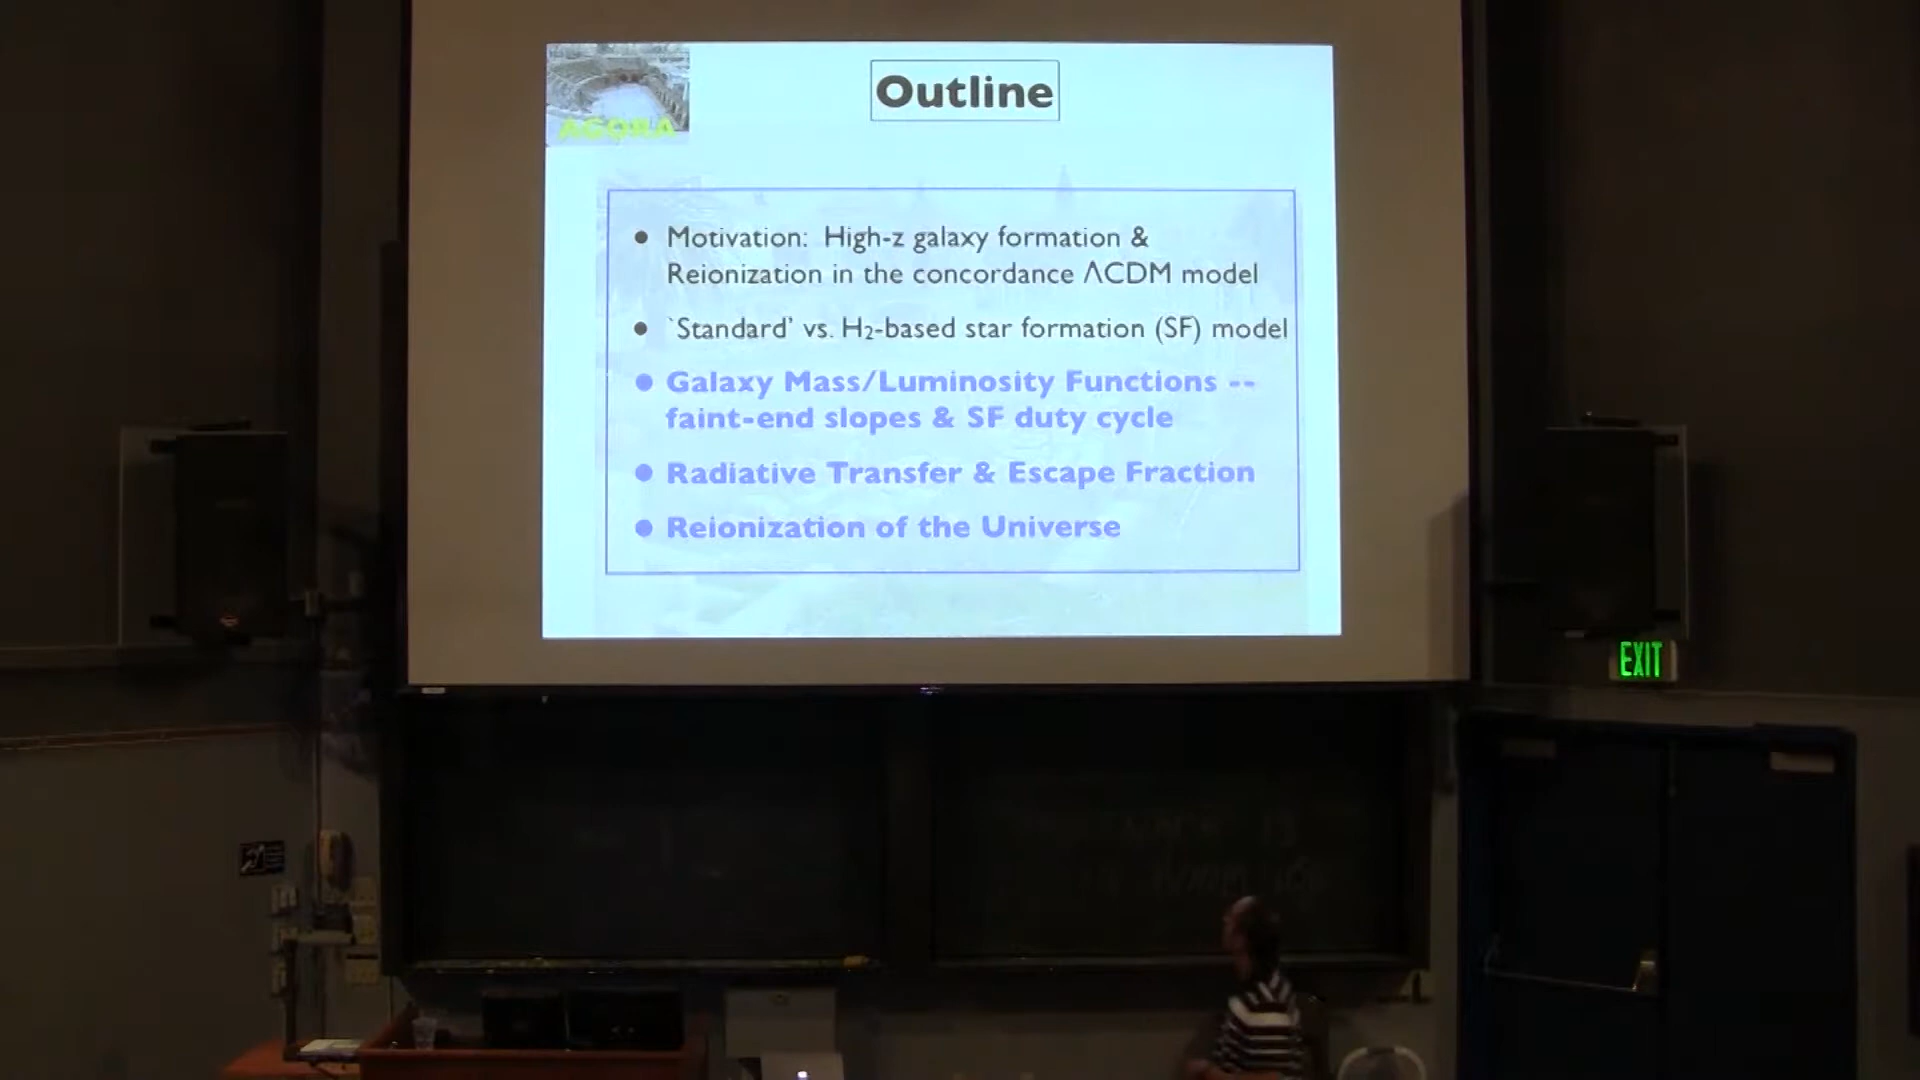 Outline
AGORA
● Motivation: High-z galaxy formation &
Reionization in the concordance ΛCDM model
● `Standard' vs. H₂-based star formation (SF) model
● Galaxy Mass/Luminosity Functions --
faint-end slopes & SF duty cycle
● Radiative Transfer & Escape Fraction
● Reionization of the Universe
EXIT